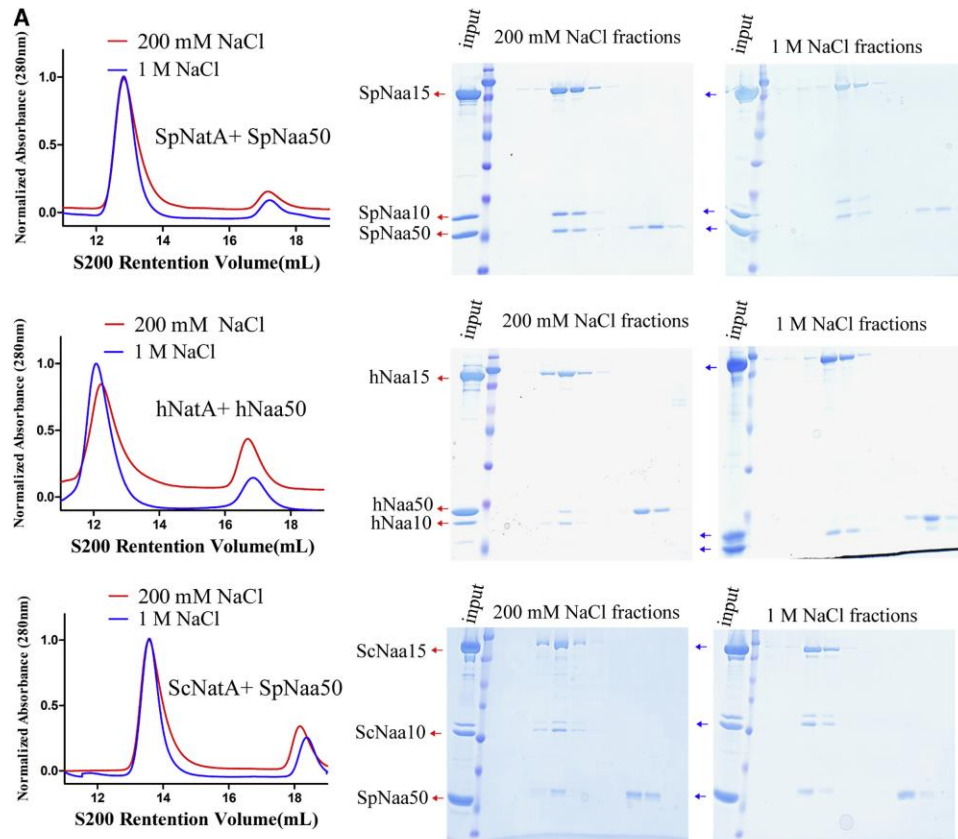 A
200 mM NaCl
1 M NaCl
SpNatA+ SpNaa50
Normalized Absorbance (280nm)
1.0
0.5
0.0
12 14 16 18
S200 Rentention Volume(mL)
input
200 mM NaCl fractions
SpNaa15
SpNaa10
SpNaa50
input
1 M NaCl fractions
200 mM NaCl
1 M NaCl
hNatA+ hNaa50
Normalized Absorbance (280nm)
1.0
0.5
0.0
12 14 16 18
S200 Rentention Volume(mL)
input
200 mM NaCl fractions
hNaa15
hNaa50
hNaa10
input
1 M NaCl fractions
200 mM NaCl
1 M NaCl
ScNatA+ SpNaa50
Normalized Absorbance (280nm)
1.0
0.5
0.0
12 14 16 18
S200 Rentention Volume(mL)
input
200 mM NaCl fractions
ScNaa15
ScNaa10
SpNaa50
input
1 M NaCl fractions